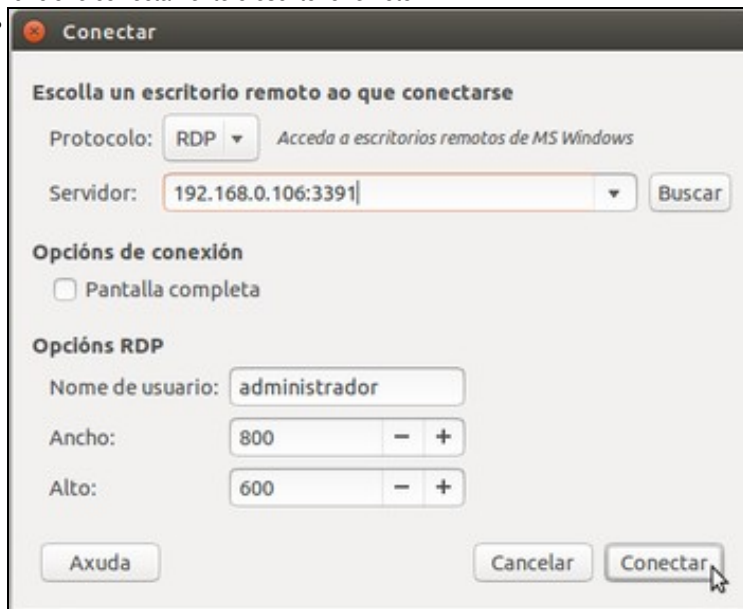 Conectar
Escolla un escritorio remoto ao que conectarse
Protocolo: RDP Acceda a escritorios remotos de MS Windows
Servidor: 192.168.0.106:3391 Buscar
Opcións de conexión
Pantalla completa
Opcións RDP
Nome de usuario: administrador
Ancho: 800 − +
Alto: 600 − +
Axuda Cancelar Conectar